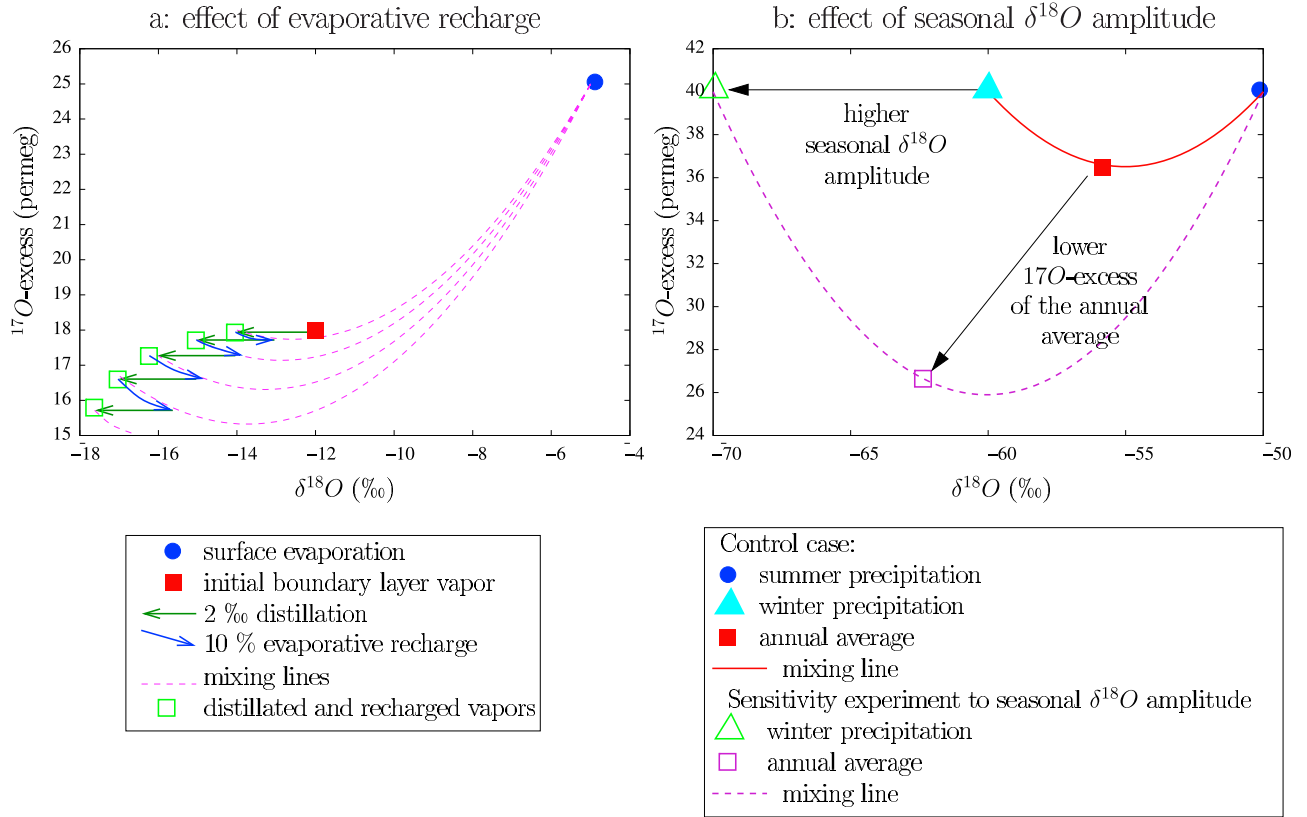 a: effect of evaporative recharge
26
25
24
23
22
21
20
19
18
17
16
15
−18
−16
−14
−12
−10
−8
−6
−4
¹⁷O-excess (permeg)
δ¹⁸O (‰)
surface evaporation
initial boundary layer vapor
2 ‰ distillation
10 % evaporative recharge
mixing lines
distillated and recharged vapors
b: effect of seasonal δ¹⁸O amplitude
42
40
38
36
34
32
30
28
26
24
−70
−65
−60
−55
−50
¹⁷O-excess (permeg)
δ¹⁸O (‰)
higher
seasonal δ¹⁸O
amplitude
lower
17O-excess
of the annual
average
Control case:
summer precipitation
winter precipitation
annual average
mixing line
Sensitivity experiment to seasonal δ¹⁸O amplitude
winter precipitation
annual average
mixing line